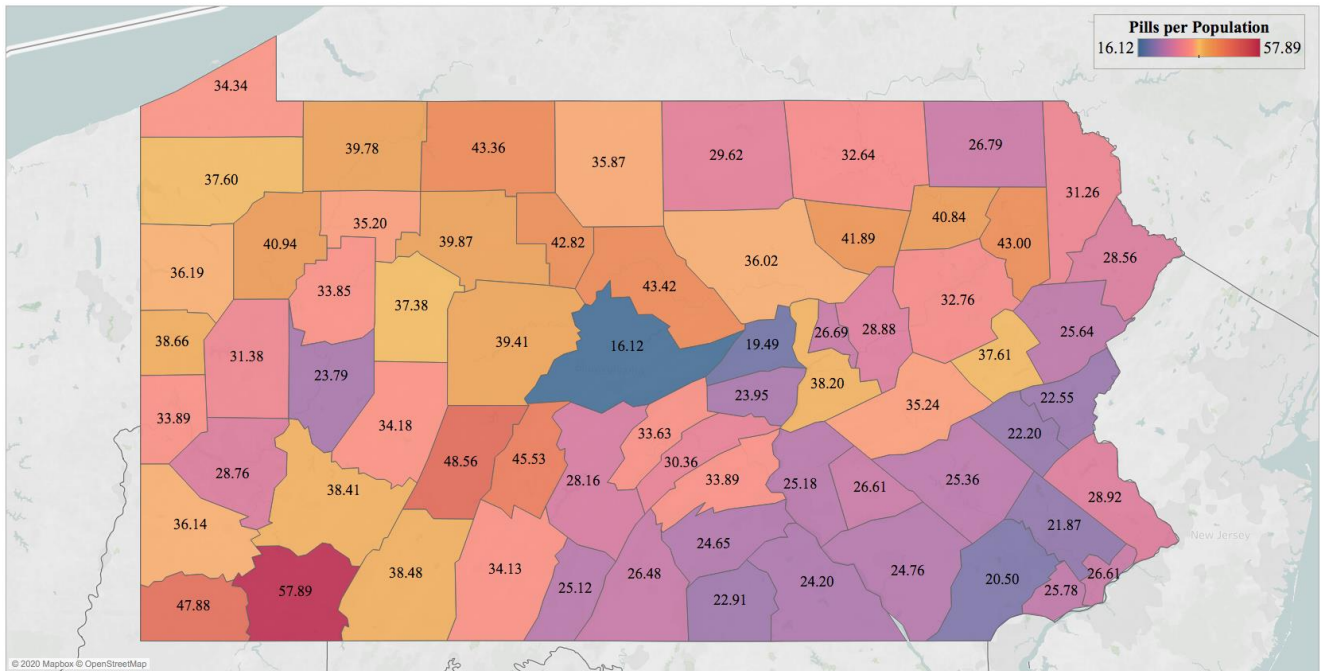 Pills per Population
16.12 57.89
34.34
39.78 43.36 35.87 29.62 32.64 26.79
37.60
31.26
35.20
40.94 39.87 42.82 41.89 40.84 43.00
36.19 36.02 28.56
33.85 43.42
37.38 32.76
38.66 31.38 39.41 16.12 19.49 26.69 28.88 25.64
37.61
23.79
38.20
23.95 35.24 22.55
33.89 34.18 33.63 22.20
48.56 45.53 30.36
28.76 28.16 33.89 25.18 26.61 25.36 28.92
38.41
36.14 21.87
New Jersey
24.65
57.89 38.48 34.13 25.12 26.48 24.20 24.76 20.50 25.78 26.61
47.88 22.91
© 2020 Mapbox © OpenStreetMap